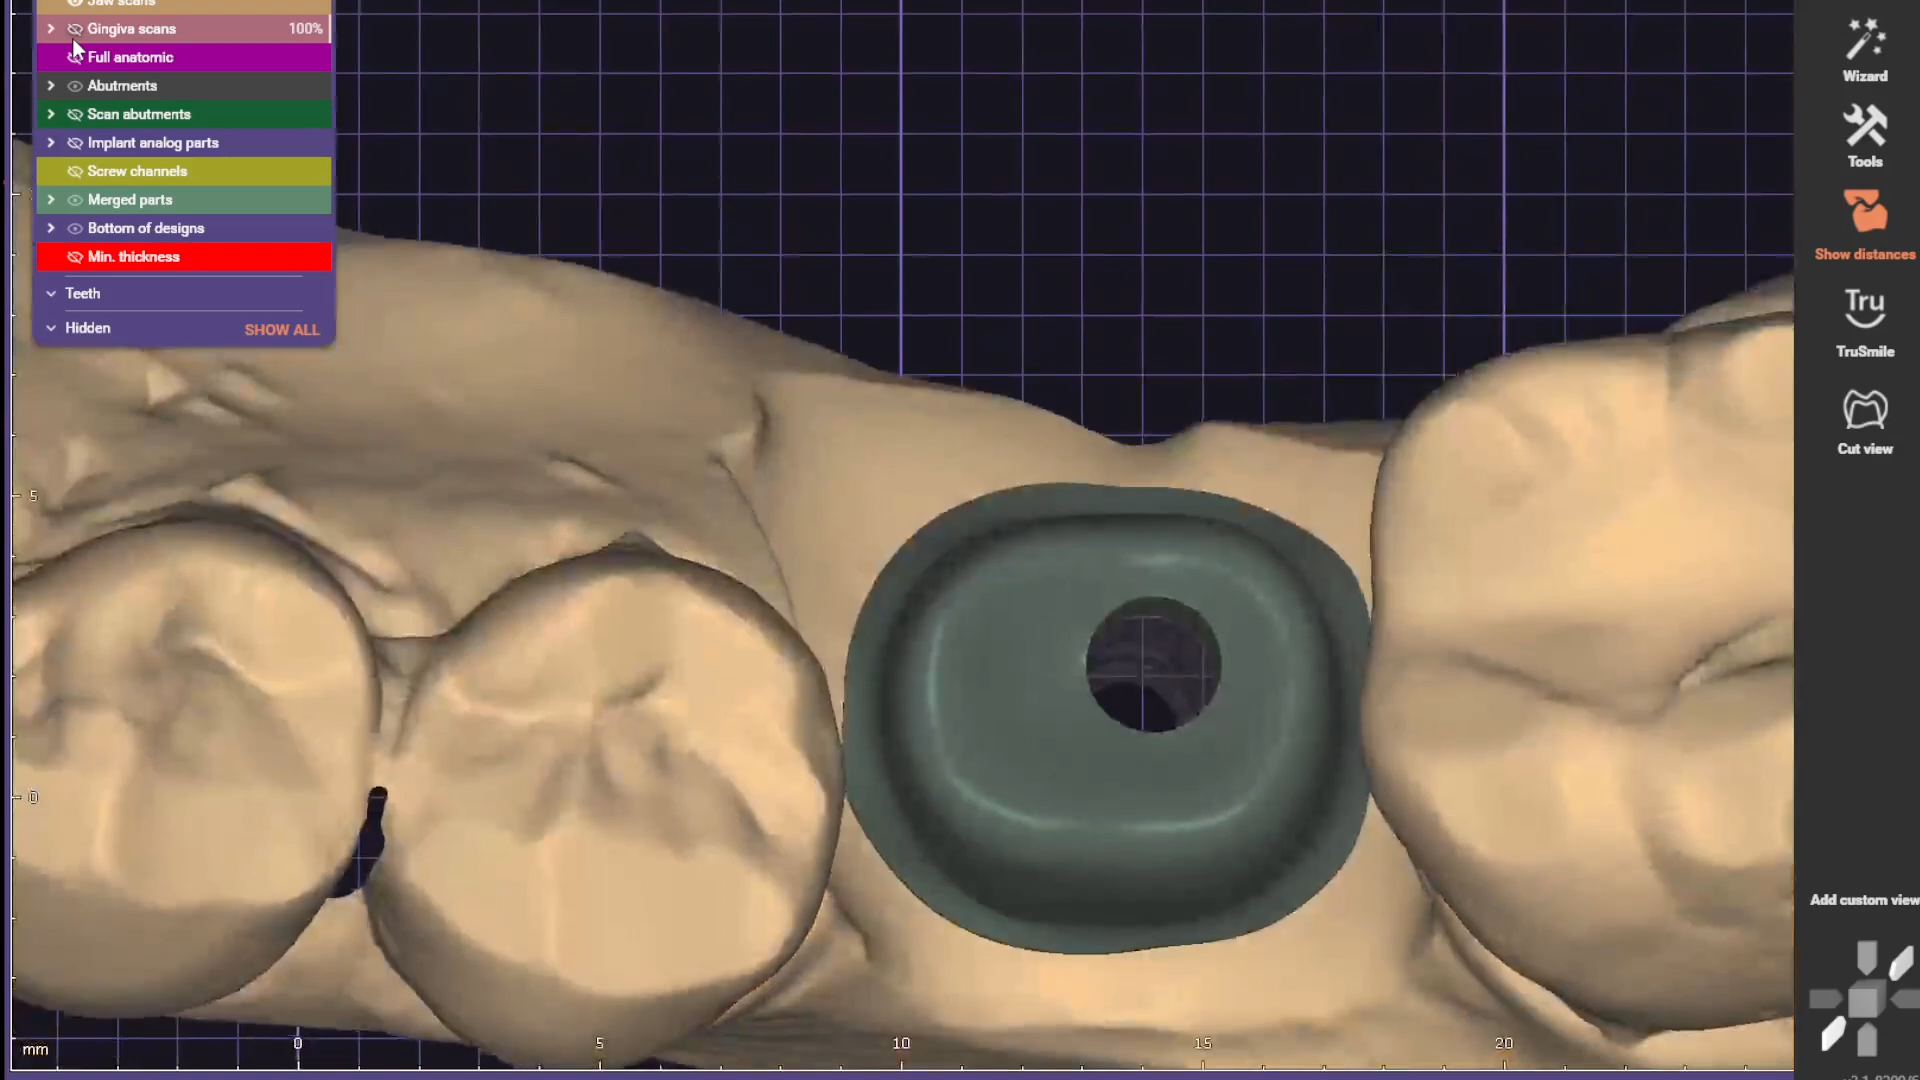 Jaw scans
Gingiva scans 100%
Full anatomic
Abutments
Scan abutments
Implant analog parts
Screw channels
Merged parts
Bottom of designs
Min. thickness
Teeth
Hidden SHOW ALL
Wizard
Tools
Show distances
Tru
TruSmile
Cut view
Add custom view
5
0
mm
0 5 10 15 20